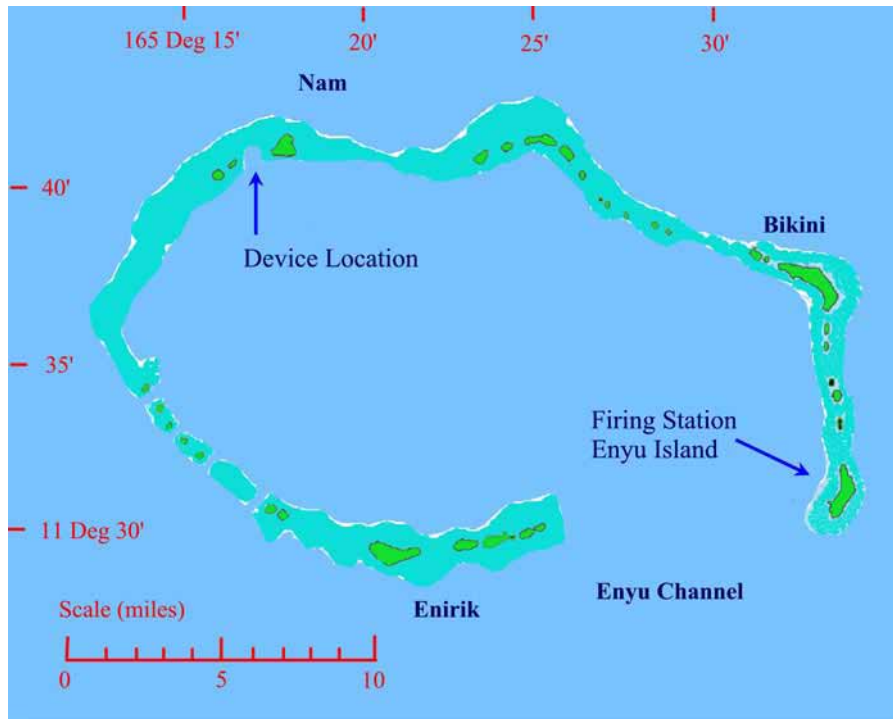 165 Deg 15'
20'
25'
30'
Nam
40'
Device Location
Bikini
35'
Firing Station
Enyu Island
11 Deg 30'
Enyu Channel
Scale (miles)
Enirik
0
5
10